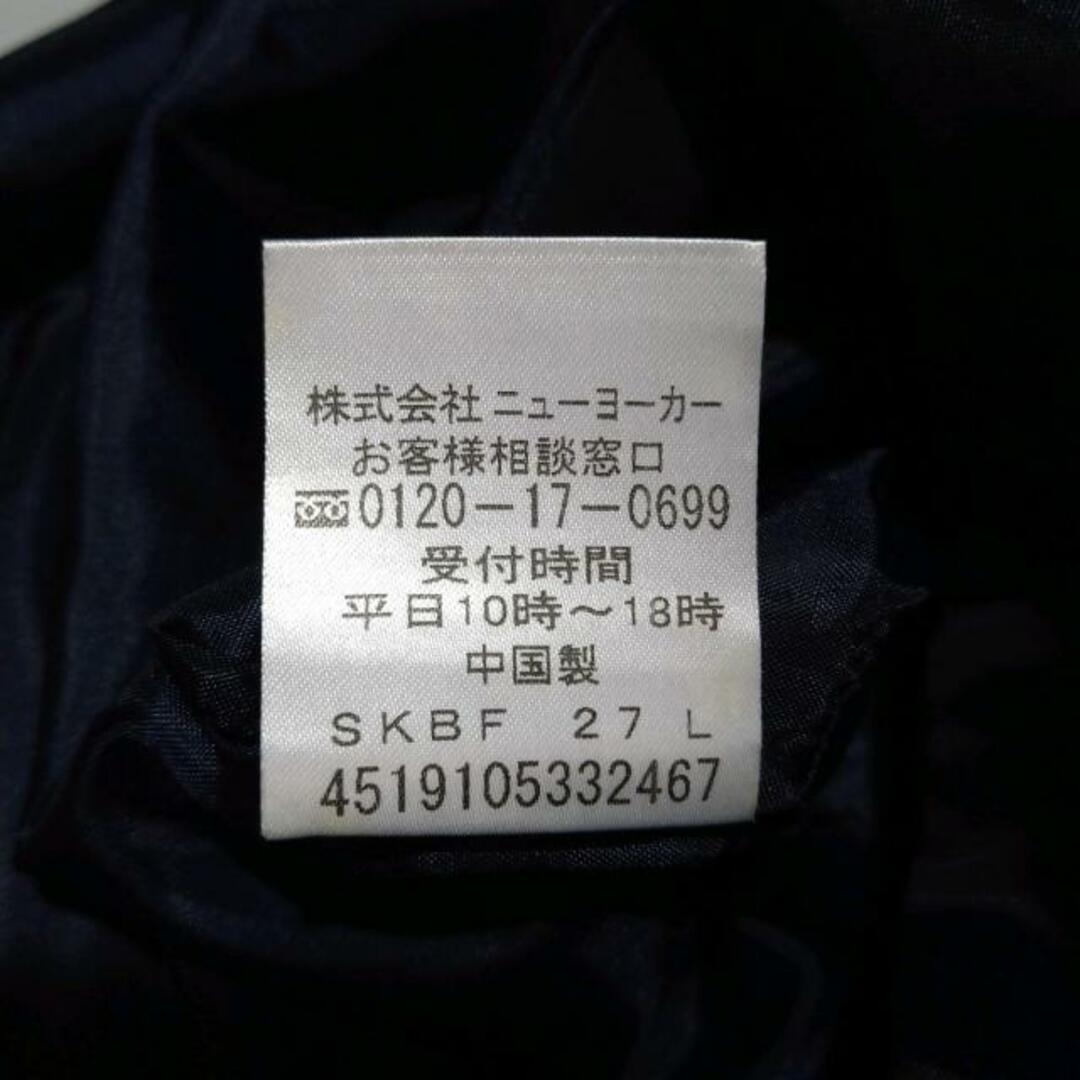 株式会社ニューヨーカー
お客様相談窓口
0120-17-0699
受付時間
平日10時～18時
中国製
SKBF 27 L
4519105332467